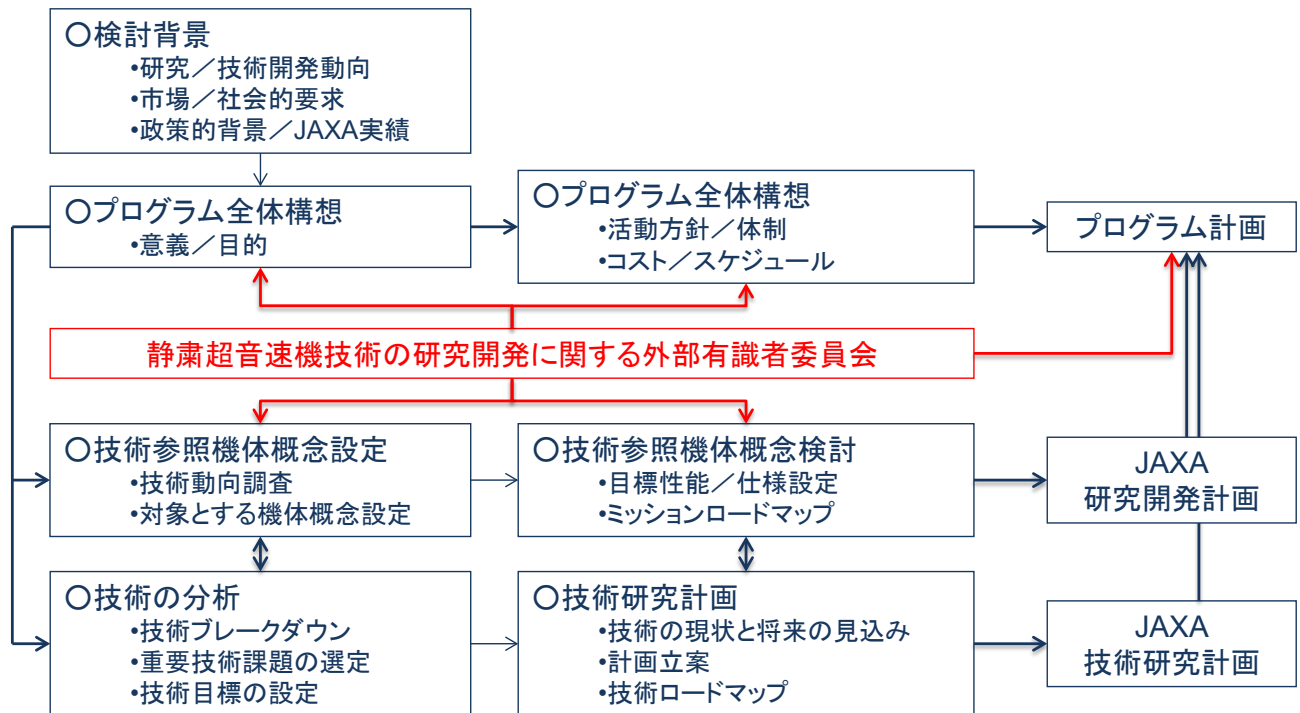 ○検討背景
•研究／技術開発動向
•市場／社会的要求
•政策的背景／JAXA実績
○プログラム全体構想
•意義／目的
○プログラム全体構想
•活動方針／体制
•コスト／スケジュール
プログラム計画
静粛超音速機技術の研究開発に関する外部有識者委員会
○技術参照機体概念設定
•技術動向調査
•対象とする機体概念設定
○技術参照機体概念検討
•目標性能／仕様設定
•ミッションロードマップ
JAXA
研究開発計画
○技術の分析
•技術ブレークダウン
•重要技術課題の選定
•技術目標の設定
○技術研究計画
•技術の現状と将来の見込み
•計画立案
•技術ロードマップ
JAXA
技術研究計画